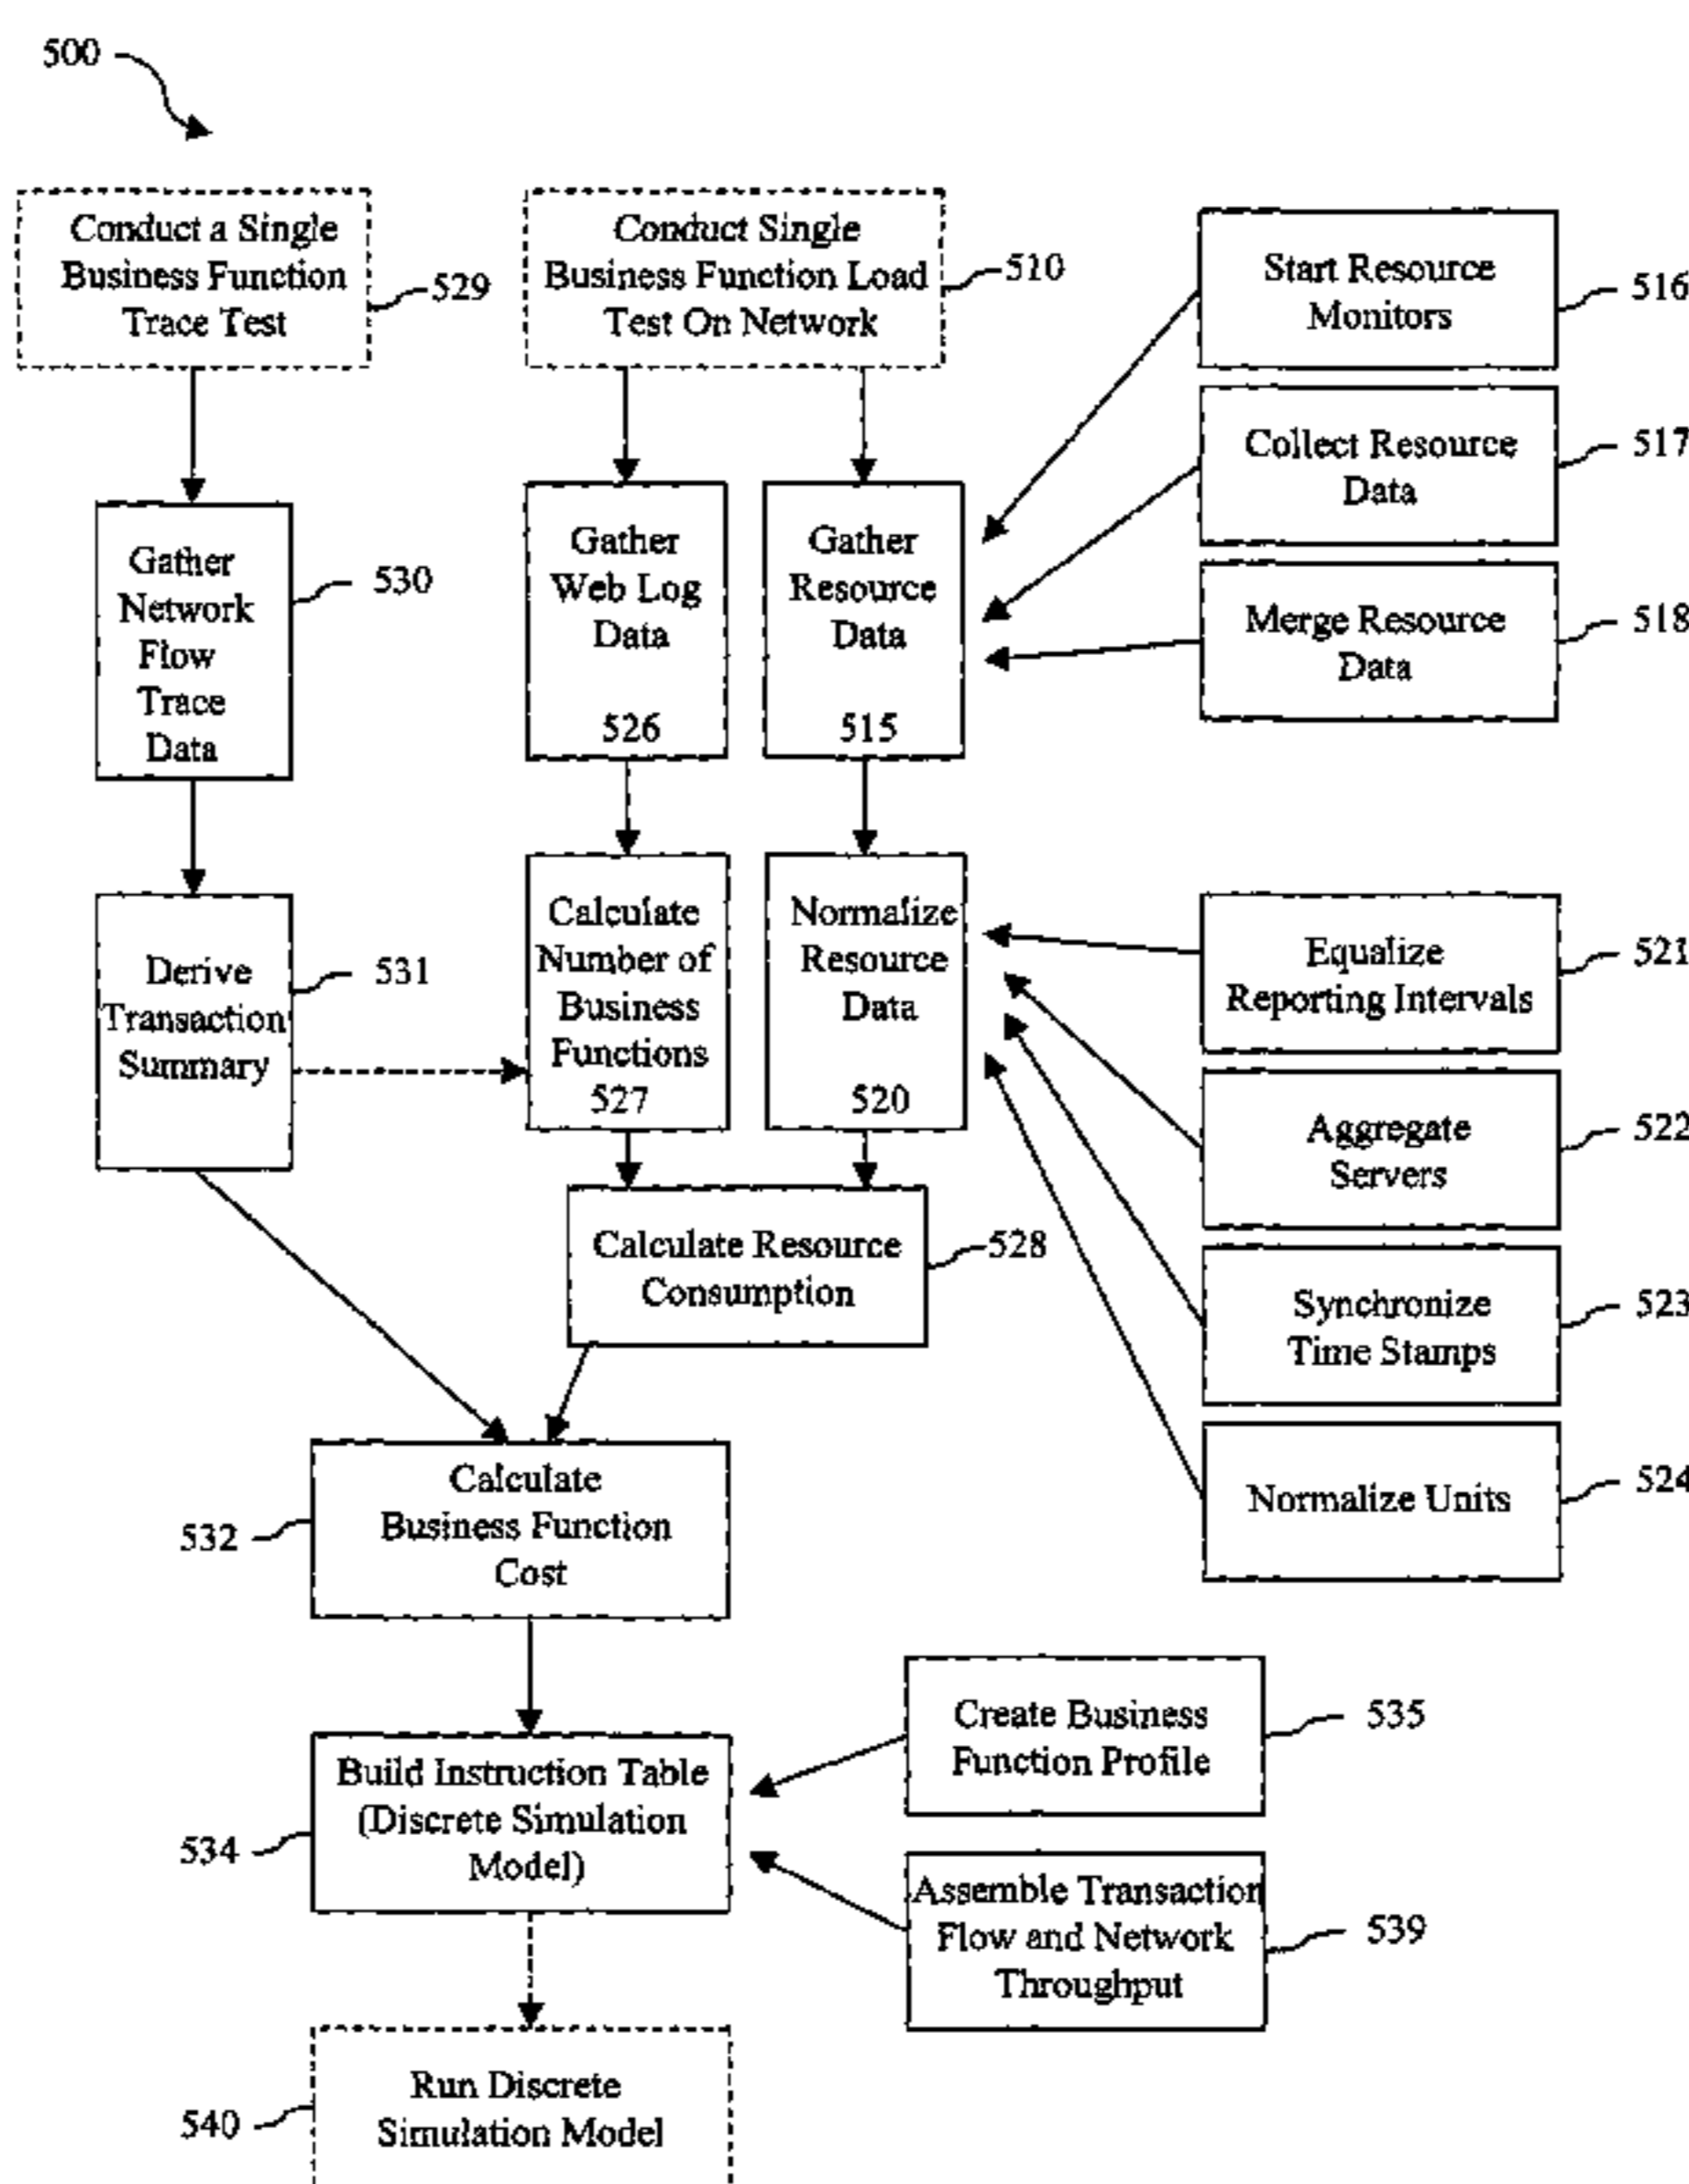 500
Conduct a Single
Business Function
Trace Test
529
Conduct Single
Business Function Load
Test On Network
510
Start Resource
Monitors
516
Collect Resource
Data
517
Merge Resource
Data
518
Gather
Network
Flow
Trace
Data
530
Gather
Web Log
Data
526
Gather
Resource
Data
515
Derive
Transaction
Summary
531
Calculate
Number of
Business
Functions
527
Normalize
Resource
Data
520
Equalize
Reporting Intervals
521
Aggregate
Servers
522
Synchronize
Time Stamps
523
Normalize Units
524
Calculate Resource
Consumption
528
Calculate
Business Function
Cost
532
Build Instruction Table
(Discrete Simulation
Model)
534
Create Business
Function Profile
535
Assemble Transaction
Flow and Network
Throughput
539
Run Discrete
Simulation Model
540